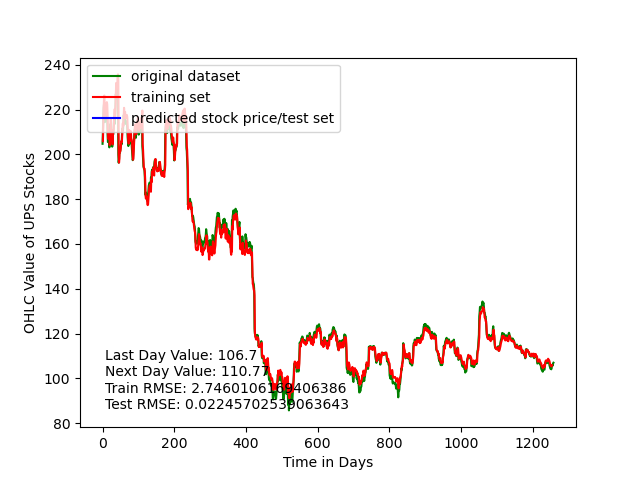 240
220
200
180
160
140
120
100
80
OHLC Value of UPS Stocks
original dataset
training set
predicted stock price/test set
Last Day Value: 106.7
Next Day Value: 110.77
Train RMSE: 2.7460106169406386
Test RMSE: 0.02245702539063643
0 200 400 600 800 1000 1200
Time in Days